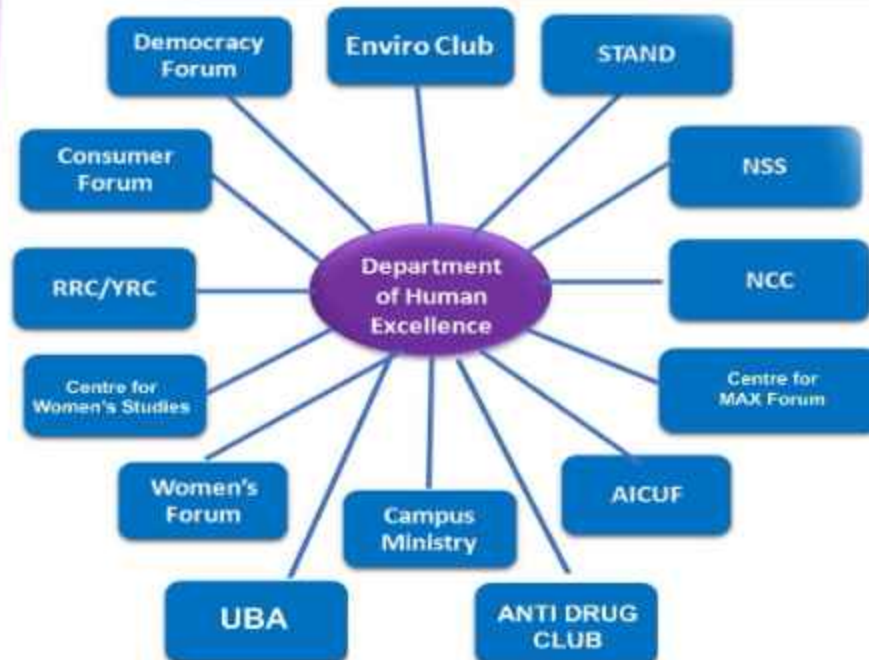 Democracy
Forum
Enviro Club
STAND
Consumer
Forum
NSS
RRC/YRC
Department
of Human
Excellence
NCC
Centre for
Women's Studies
Centre for
MAX Forum
Women's
Forum
Campus
Ministry
AICUF
UBA
ANTI DRUG
CLUB